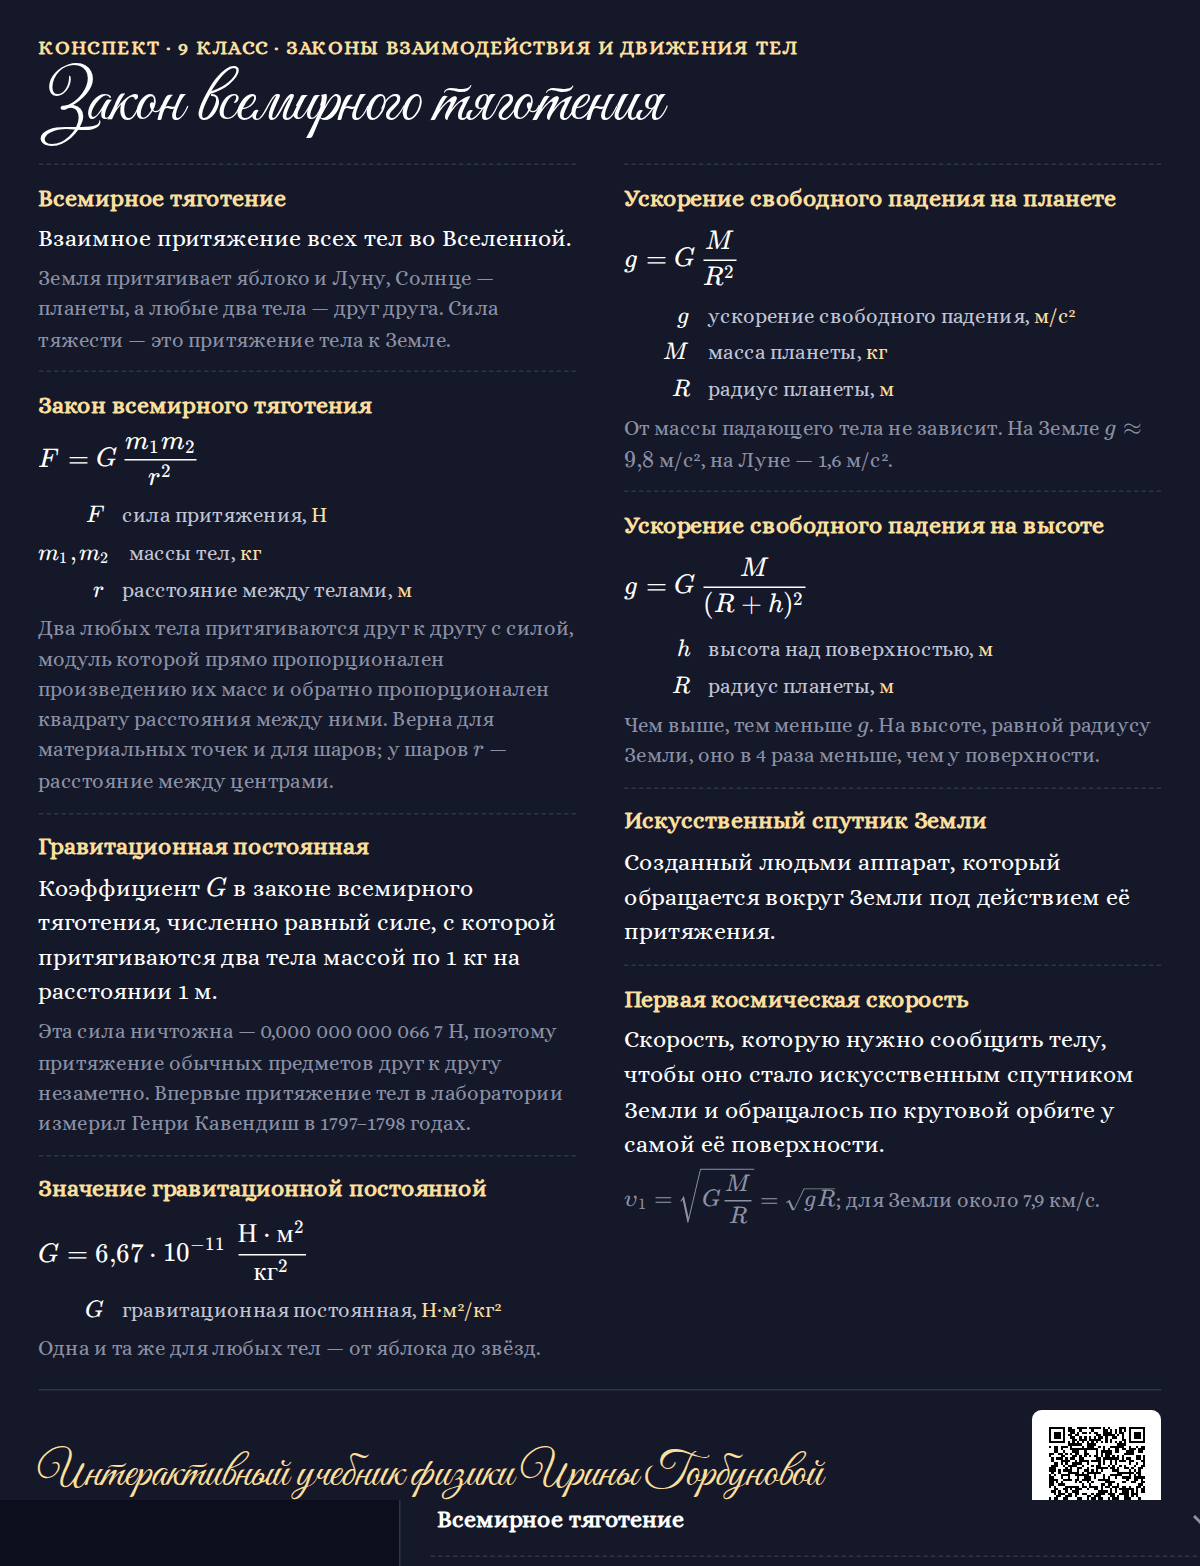 КОНСПЕКТ · 9 КЛАСС · ЗАКОНЫ ВЗАИМОДЕЙСТВИЯ И ДВИЖЕНИЯ ТЕЛ
Закон всемирного тяготения
Всемирное тяготение
Взаимное притяжение всех тел во Вселенной.
Земля притягивает яблоко и Луну, Солнце —
планеты, а любые два тела — друг друга. Сила
тяжести — это притяжение тела к Земле.
Закон всемирного тяготения
F = G m₁m₂ / r²
F сила притяжения, Н
m₁,m₂ массы тел, кг
r расстояние между телами, м
Два любых тела притягиваются друг к другу с силой,
модуль которой прямо пропорционален
произведению их масс и обратно пропорционален
квадрату расстояния между ними. Верна для
материальных точек и для шаров; у шаров r —
расстояние между центрами.
Гравитационная постоянная
Коэффициент G в законе всемирного
тяготения, численно равный силе, с которой
притягиваются два тела массой по 1 кг на
расстоянии 1 м.
Эта сила ничтожна — 0,000 000 000 066 7 Н, поэтому
притяжение обычных предметов друг к другу
незаметно. Впервые притяжение тел в лаборатории
измерил Генри Кавендиш в 1797–1798 годах.
Значение гравитационной постоянной
G = 6,67 · 10⁻¹¹ Н · м² / кг²
G гравитационная постоянная, Н·м²/кг²
Одна и та же для любых тел — от яблока до звёзд.
Ускорение свободного падения на планете
g = G M / R²
g ускорение свободного падения, м/с²
M масса планеты, кг
R радиус планеты, м
От массы падающего тела не зависит. На Земле g ≈
9,8 м/с², на Луне — 1,6 м/с².
Ускорение свободного падения на высоте
g = G M / (R + h)²
h высота над поверхностью, м
R радиус планеты, м
Чем выше, тем меньше g. На высоте, равной радиусу
Земли, оно в 4 раза меньше, чем у поверхности.
Искусственный спутник Земли
Созданный людьми аппарат, который
обращается вокруг Земли под действием её
притяжения.
Первая космическая скорость
Скорость, которую нужно сообщить телу,
чтобы оно стало искусственным спутником
Земли и обращалось по круговой орбите у
самой её поверхности.
v₁ = √(G M / R) = √(gR); для Земли около 7,9 км/с.
Интерактивный учебник физики Ирины Горбуновой
Всемирное тяготение